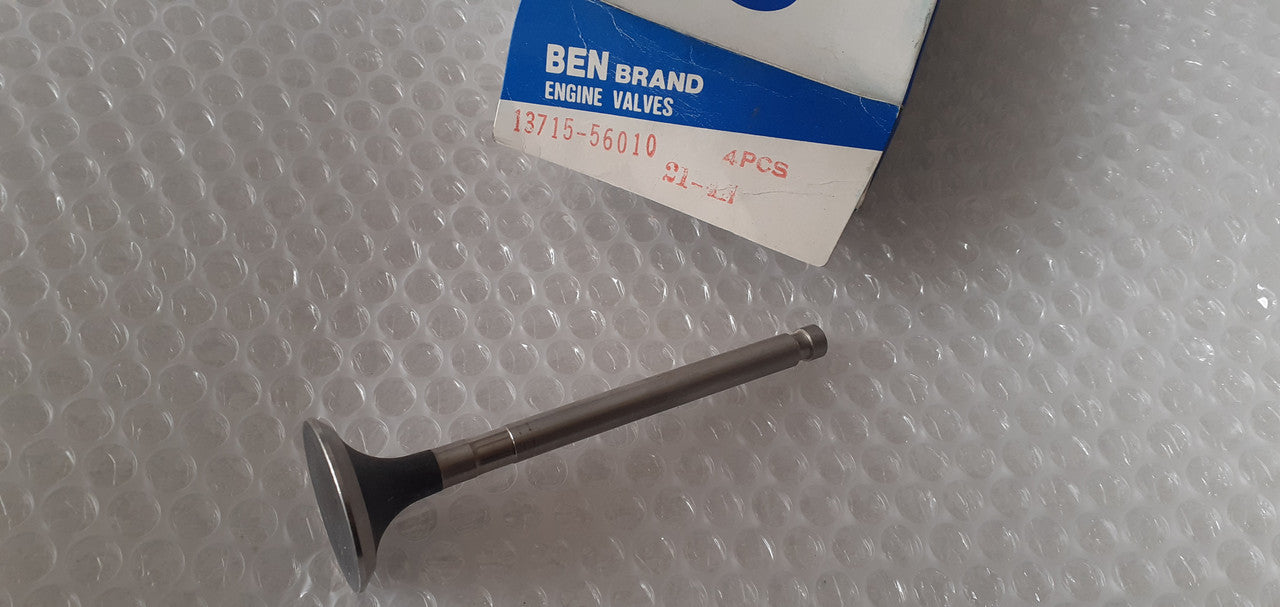 BEN BRAND
ENGINE VALVES
13715-56010
4PCS